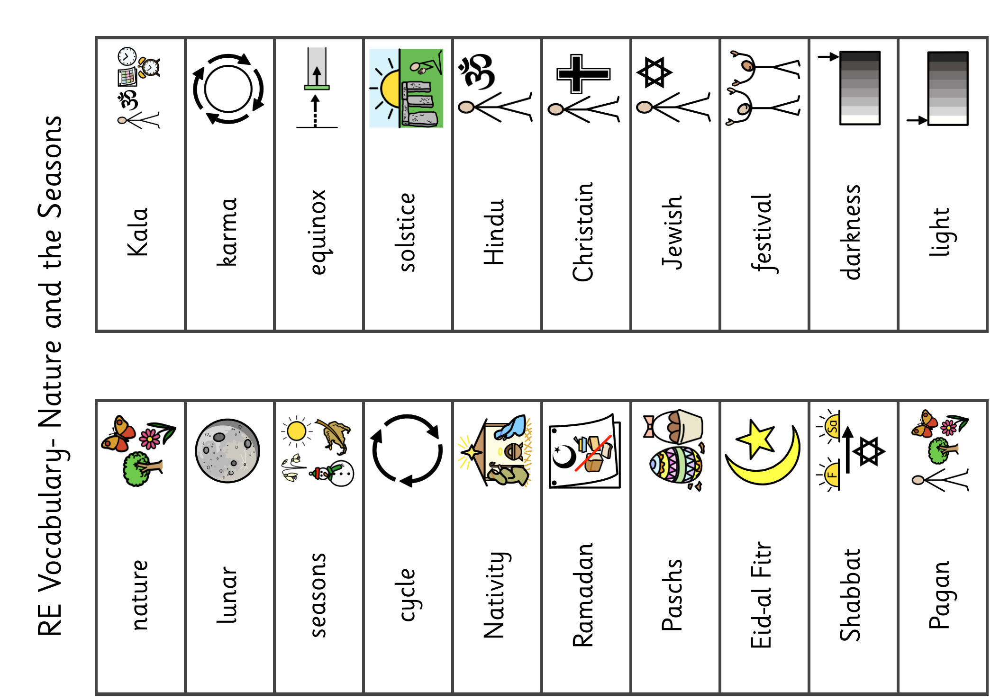 RE Vocabulary- Nature and the Seasons
nature
lunar
seasons
cycle
Nativity
Ramadan
Paschs
Eid-al Fitr
Shabbat
F
Sa
Pagan
Kala
karma
equinox
solstice
Hindu
Christain
Jewish
festival
darkness
light